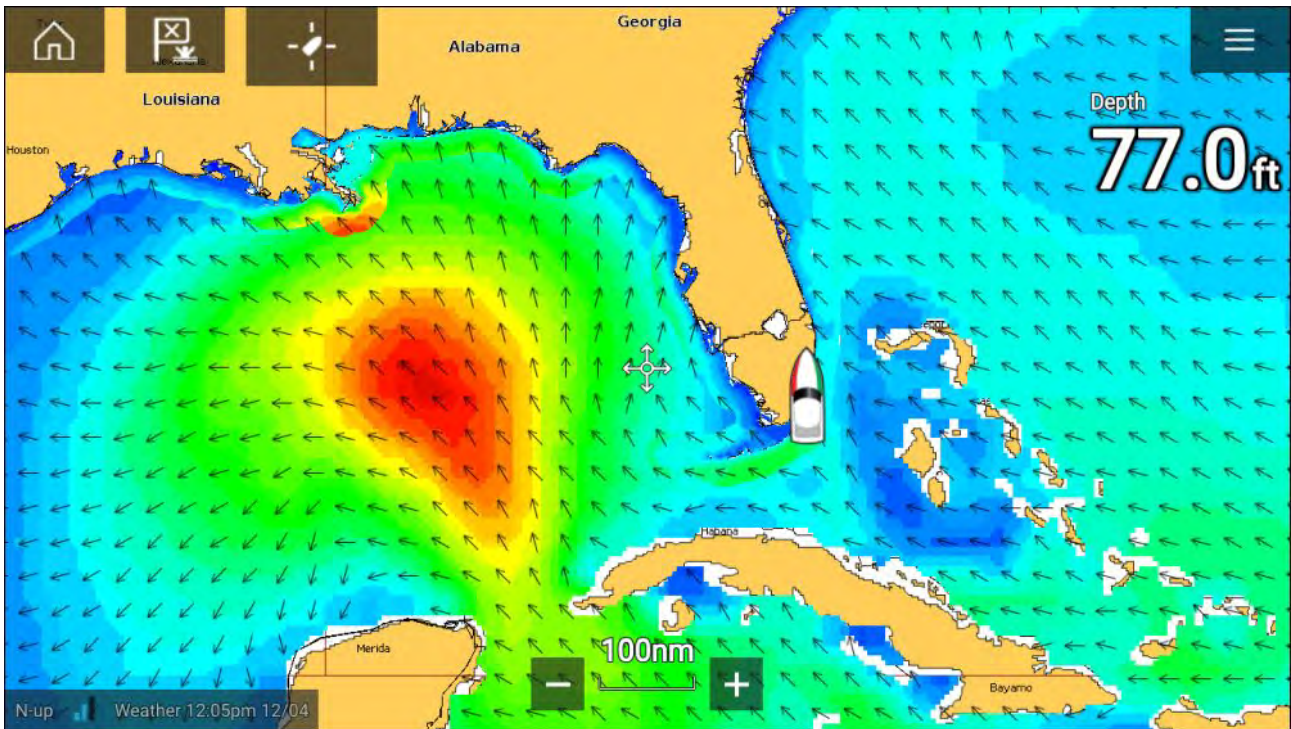 Georgia
Alabama
Louisiana
Houston
Depth
77.0ft
Habana
Merida
100nm
Bayamo
N-up
Weather 12:05pm 12/04